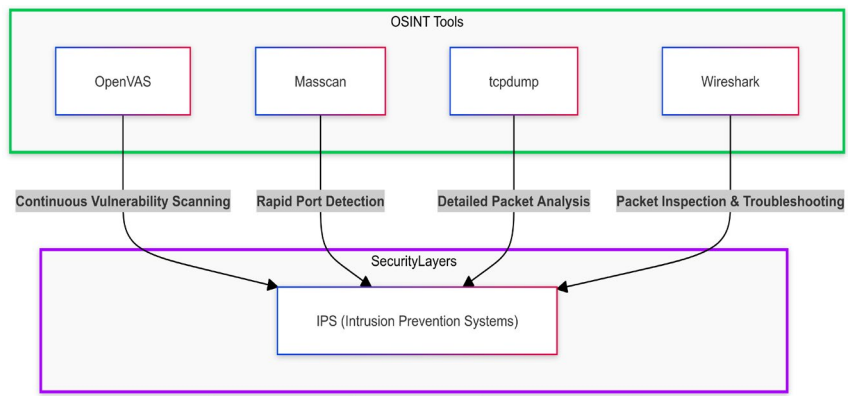 OSINT Tools
OpenVAS
Masscan
tcpdump
Wireshark
Continuous Vulnerability Scanning
Rapid Port Detection
Detailed Packet Analysis
Packet Inspection & Troubleshooting
SecurityLayers
IPS (Intrusion Prevention Systems)